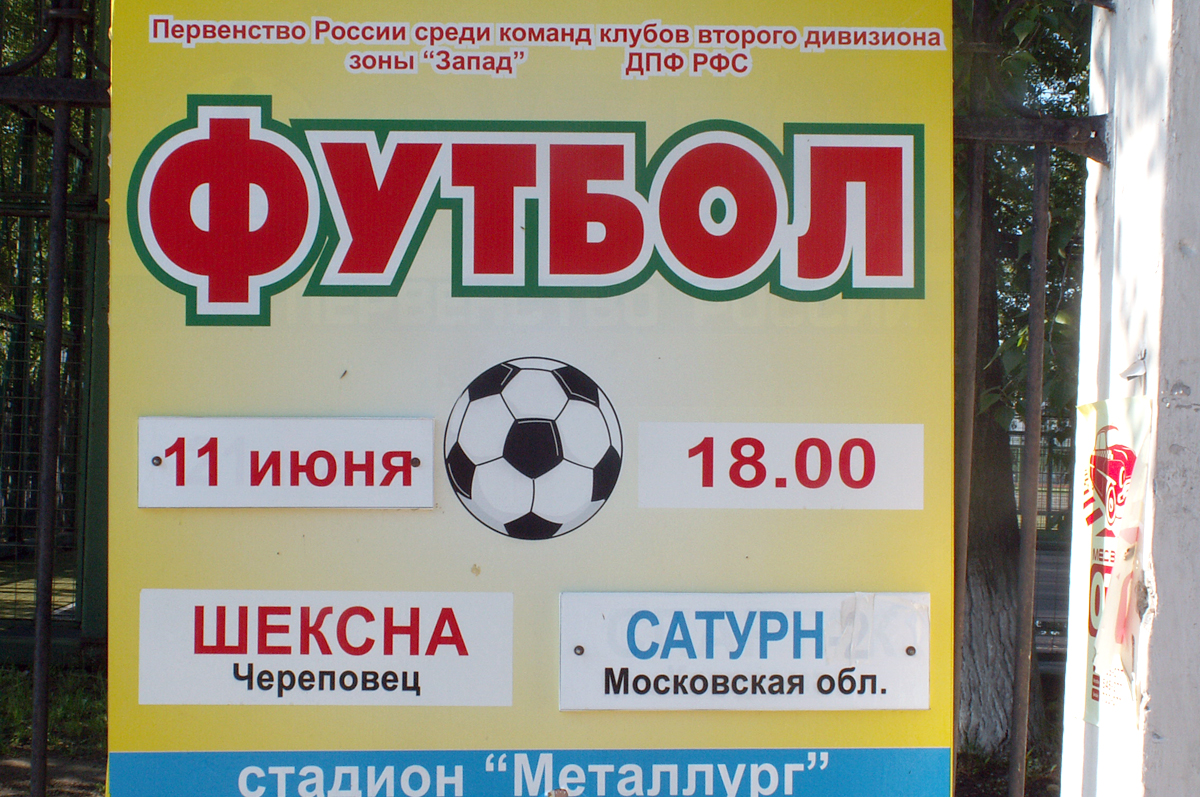 Первенство России среди команд клубов второго дивизиона
зоны “Запад” ДПФ РФС
ФУТБОЛ
11 июня
18.00
ШЕКСНА
Череповец
САТУРН
Московская обл.
стадион “Металлург”